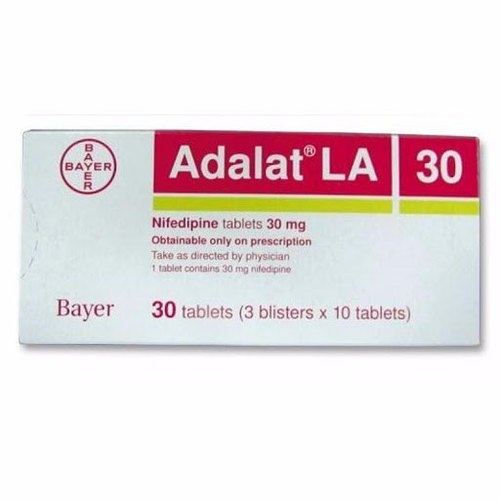 BAYER
BAYER
Adalat® LA 30
Nifedipine tablets 30 mg
Obtainable only on prescription
Take as directed by physician
1 tablet contains 30 mg nifedipine
Bayer
30 tablets (3 blisters x 10 tablets)